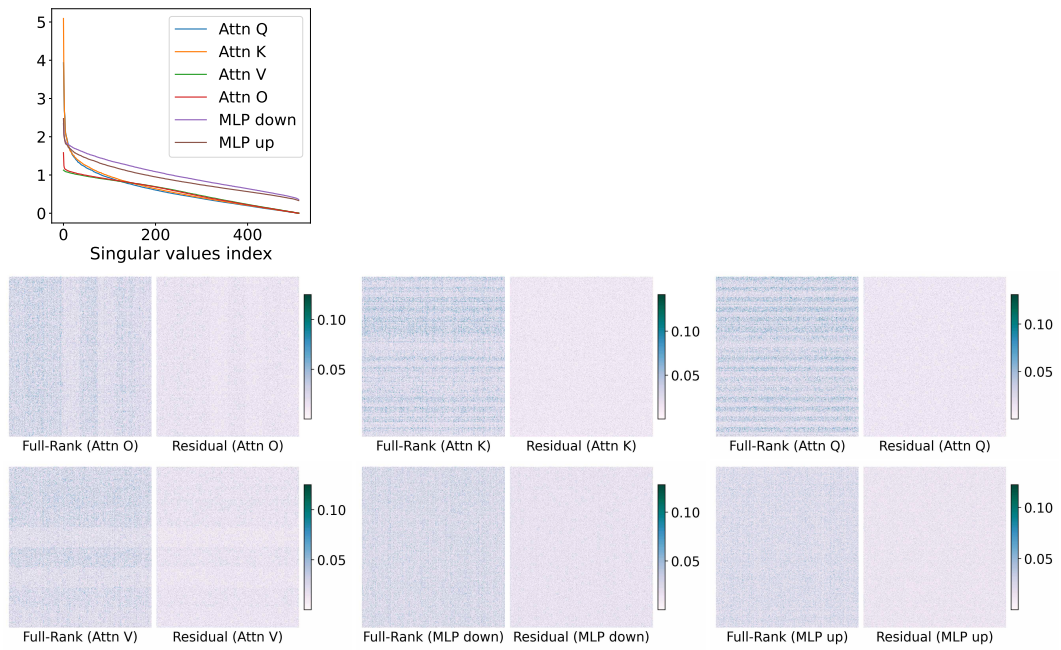 5
4
3
2
1
0
Attn Q
Attn K
Attn V
Attn O
MLP down
MLP up
0 200 400
Singular values index
0.10
0.05
Full-Rank (Attn O) Residual (Attn O)
0.10
0.05
Full-Rank (Attn K) Residual (Attn K)
0.10
0.05
Full-Rank (Attn Q) Residual (Attn Q)
0.10
0.05
Full-Rank (Attn V) Residual (Attn V)
0.10
0.05
Full-Rank (MLP down) Residual (MLP down)
0.10
0.05
Full-Rank (MLP up) Residual (MLP up)